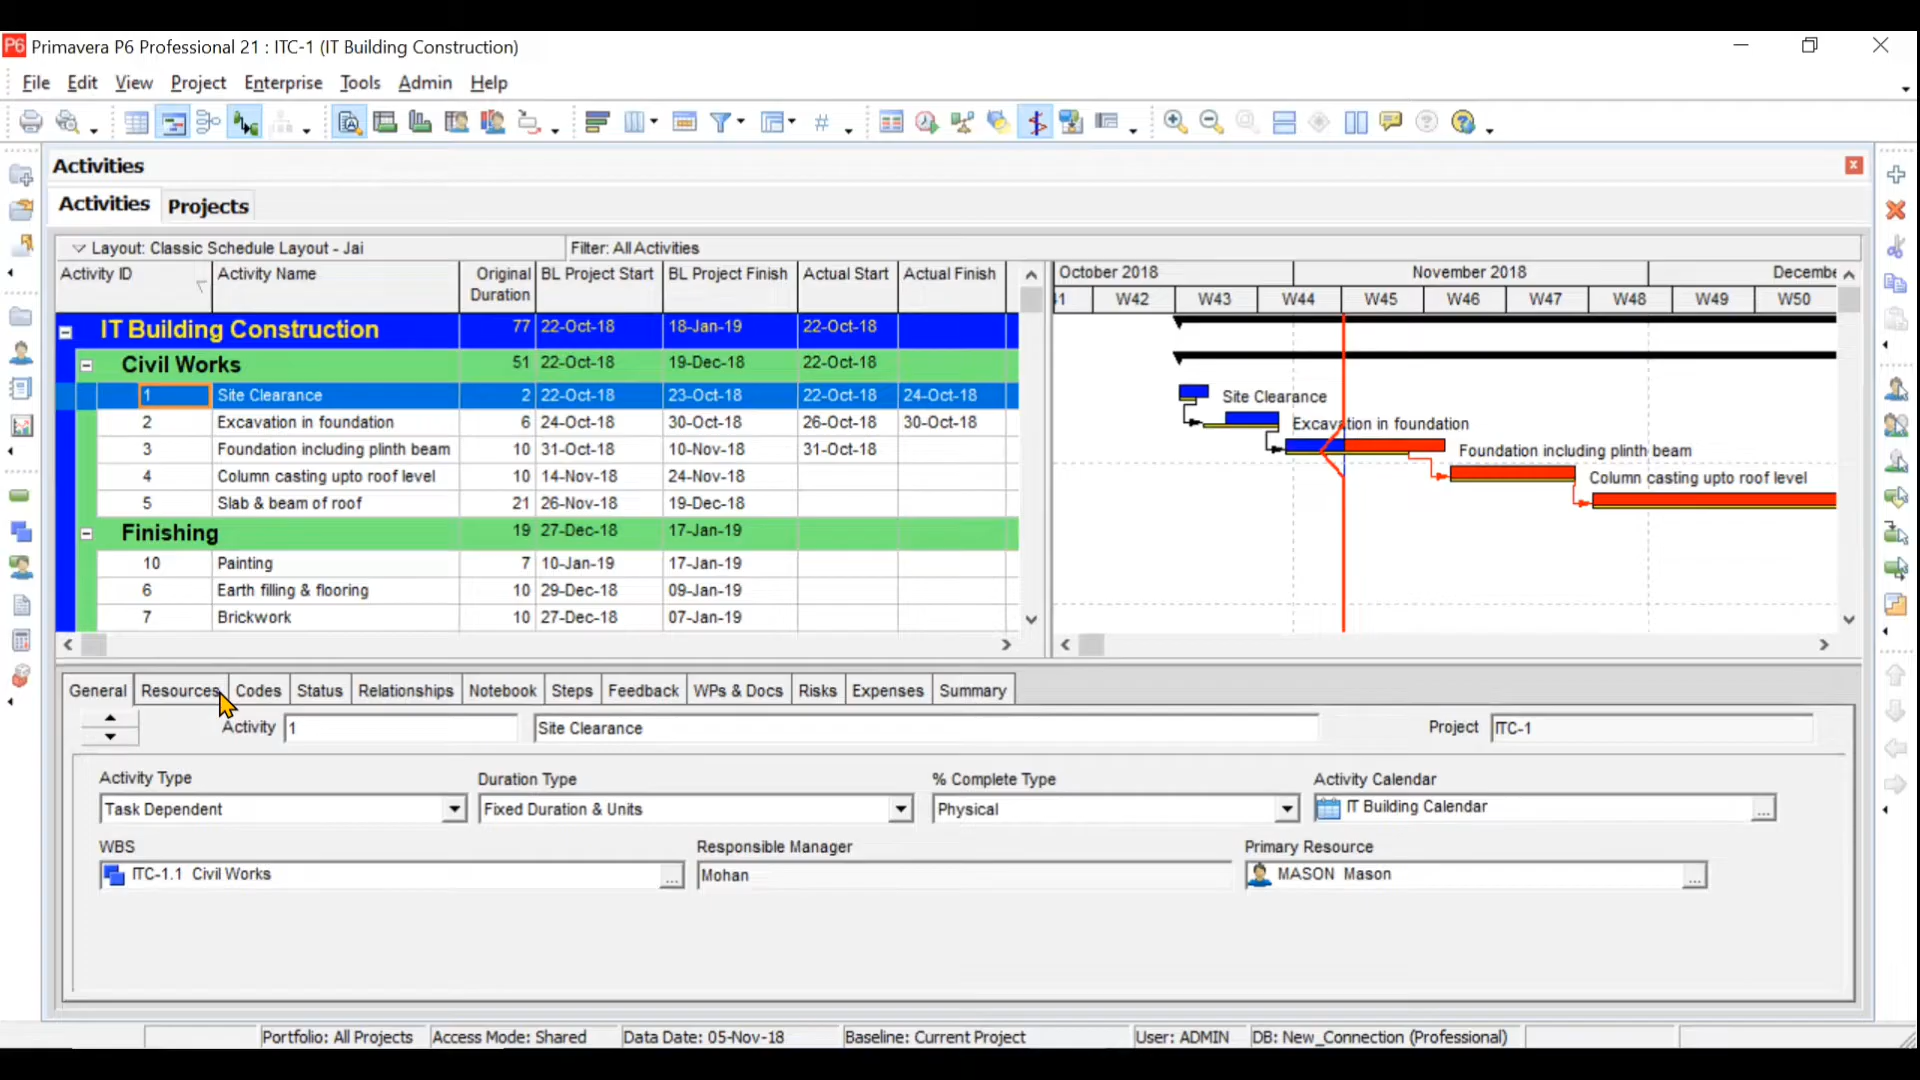 P6 Primavera P6 Professional 21 : ITC-1 (IT Building Construction)
File Edit View Project Enterprise Tools Admin Help
Activities
Activities Projects
Layout: Classic Schedule Layout - Jai Filter: All Activities
Activity ID Activity Name Original Duration BL Project Start BL Project Finish Actual Start Actual Finish
October 2018 November 2018 Decembe
41 W42 W43 W44 W45 W46 W47 W48 W49 W50
IT Building Construction 77 22-Oct-18 18-Jan-19 22-Oct-18
Civil Works 51 22-Oct-18 19-Dec-18 22-Oct-18
1 Site Clearance 2 22-Oct-18 23-Oct-18 22-Oct-18 24-Oct-18 Site Clearance
2 Excavation in foundation 6 24-Oct-18 30-Oct-18 26-Oct-18 30-Oct-18 Excavation in foundation
3 Foundation including plinth beam 10 31-Oct-18 10-Nov-18 31-Oct-18 Foundation including plinth beam
4 Column casting upto roof level 10 14-Nov-18 24-Nov-18 Column casting upto roof level
5 Slab & beam of roof 21 26-Nov-18 19-Dec-18
Finishing 19 27-Dec-18 17-Jan-19
10 Painting 7 10-Jan-19 17-Jan-19
6 Earth filling & flooring 10 29-Dec-18 09-Jan-19
7 Brickwork 10 27-Dec-18 07-Jan-19
General Resources Codes Status Relationships Notebook Steps Feedback WPs & Docs Risks Expenses Summary
Activity 1 Site Clearance Project ITC-1
Activity Type Duration Type % Complete Type Activity Calendar
Task Dependent Fixed Duration & Units Physical IT Building Calendar ...
WBS Responsible Manager Primary Resource
ITC-1.1 Civil Works ... Mohan MASON Mason ...
Portfolio: All Projects Access Mode: Shared Data Date: 05-Nov-18 Baseline: Current Project User: ADMIN DB: New_Connection (Professional)